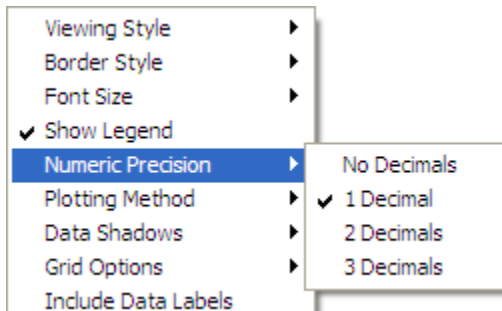 Viewing Style
Border Style
Font Size
Show Legend
Numeric Precision
Plotting Method
Data Shadows
Grid Options
Include Data Labels
No Decimals
1 Decimal
2 Decimals
3 Decimals